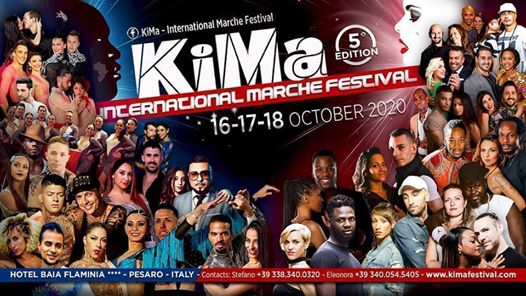 KiMa - International Marche Festival
KiMa
5° EDITION
INTERNATIONAL MARCHE FESTIVAL
16-17-18 OCTOBER 2020
HOTEL BAIA FLAMINIA **** - PESARO - ITALY - Contacts: Stefano +39 338.340.0320 - Eleonora +39 340.054.5405 - www.kimafestival.com